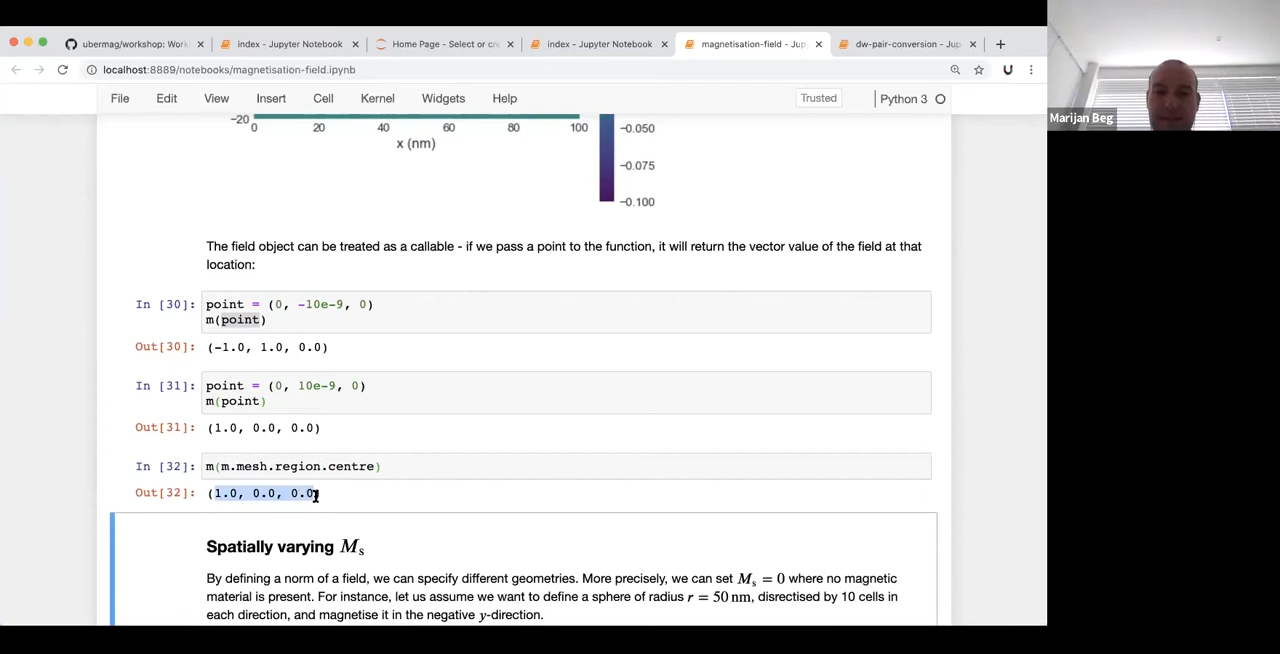 ubermag/workshop: Work
index - Jupyter Notebook
Home Page - Select or cre
index - Jupyter Notebook
magnetisation-field - Jup
dw-pair-conversion - Jup
localhost:8889/notebooks/magnetisation-field.ipynb
File Edit View Insert Cell Kernel Widgets Help
Trusted
Python 3
Marijan Beg
−20
0 20 40 60 80 100
x (nm)
−0.050
−0.075
−0.100
The field object can be treated as a callable - if we pass a point to the function, it will return the vector value of the field at that
location:
In [30]: point = (0, -10e-9, 0)
m(point)
Out[30]: (-1.0, 1.0, 0.0)
In [31]: point = (0, 10e-9, 0)
m(point)
Out[31]: (1.0, 0.0, 0.0)
In [32]: m(m.mesh.region.centre)
Out[32]: (1.0, 0.0, 0.0)
Spatially varying Ms
By defining a norm of a field, we can specify different geometries. More precisely, we can set Ms = 0 where no magnetic
material is present. For instance, let us assume we want to define a sphere of radius r = 50 nm, disrectised by 10 cells in
each direction, and magnetise it in the negative y-direction.